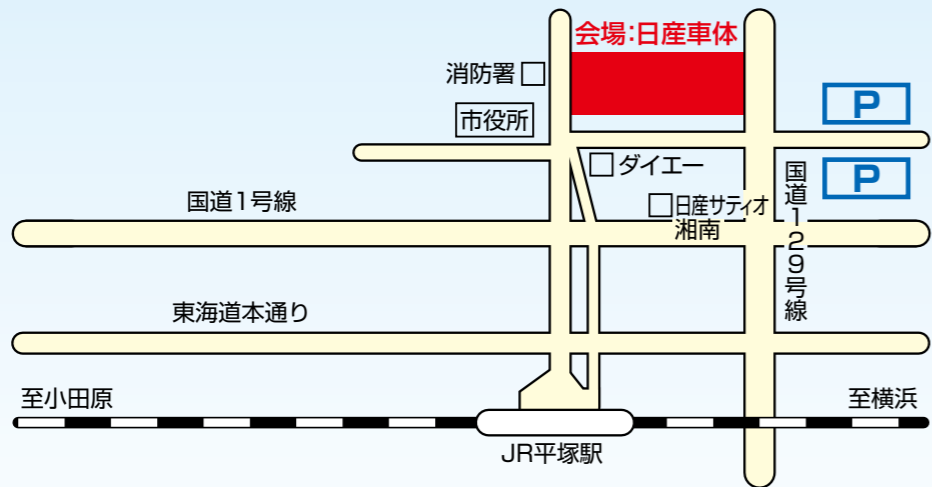 会場:日産車体
消防署
P
市役所
ダイエー
P
国道1号線
日産サティオ
湘南
国道129号線
東海道本通り
至小田原
至横浜
JR平塚駅